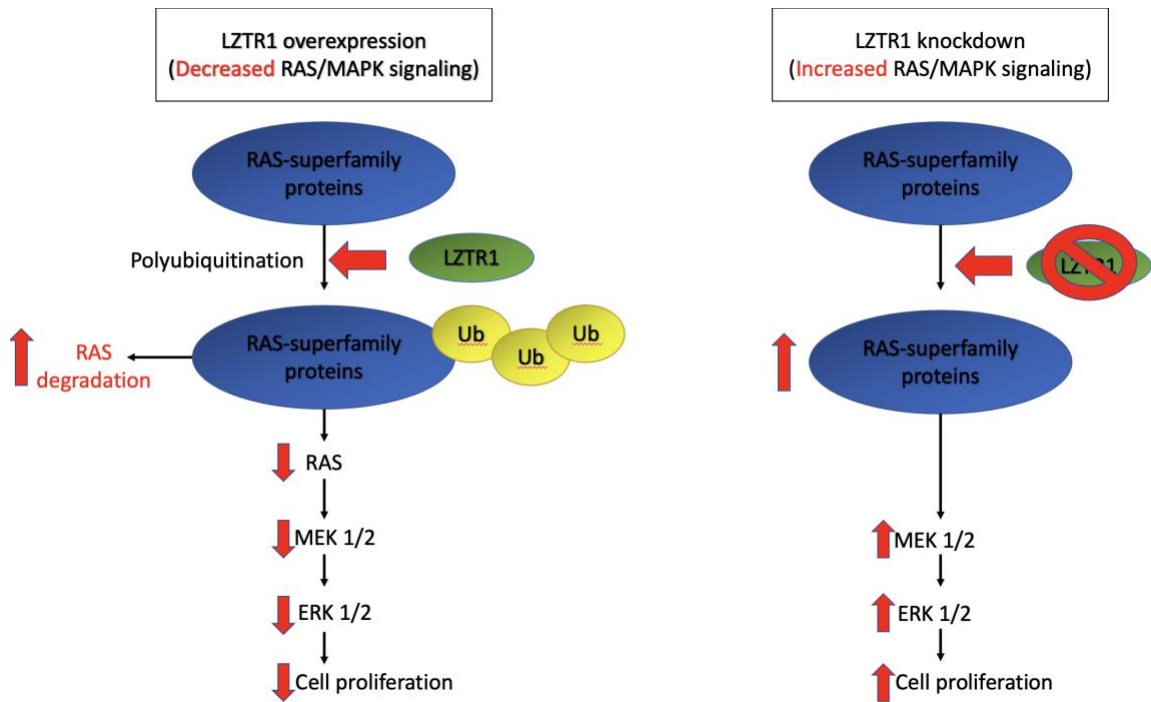 LZTR1 overexpression
(Decreased RAS/MAPK signaling)
RAS-superfamily
proteins
Polyubiquitination
LZTR1
RAS-superfamily
proteins
Ub
Ub
Ub
RAS
degradation
RAS
MEK 1/2
ERK 1/2
Cell proliferation
LZTR1 knockdown
(Increased RAS/MAPK signaling)
RAS-superfamily
proteins
LZTR1
RAS-superfamily
proteins
MEK 1/2
ERK 1/2
Cell proliferation